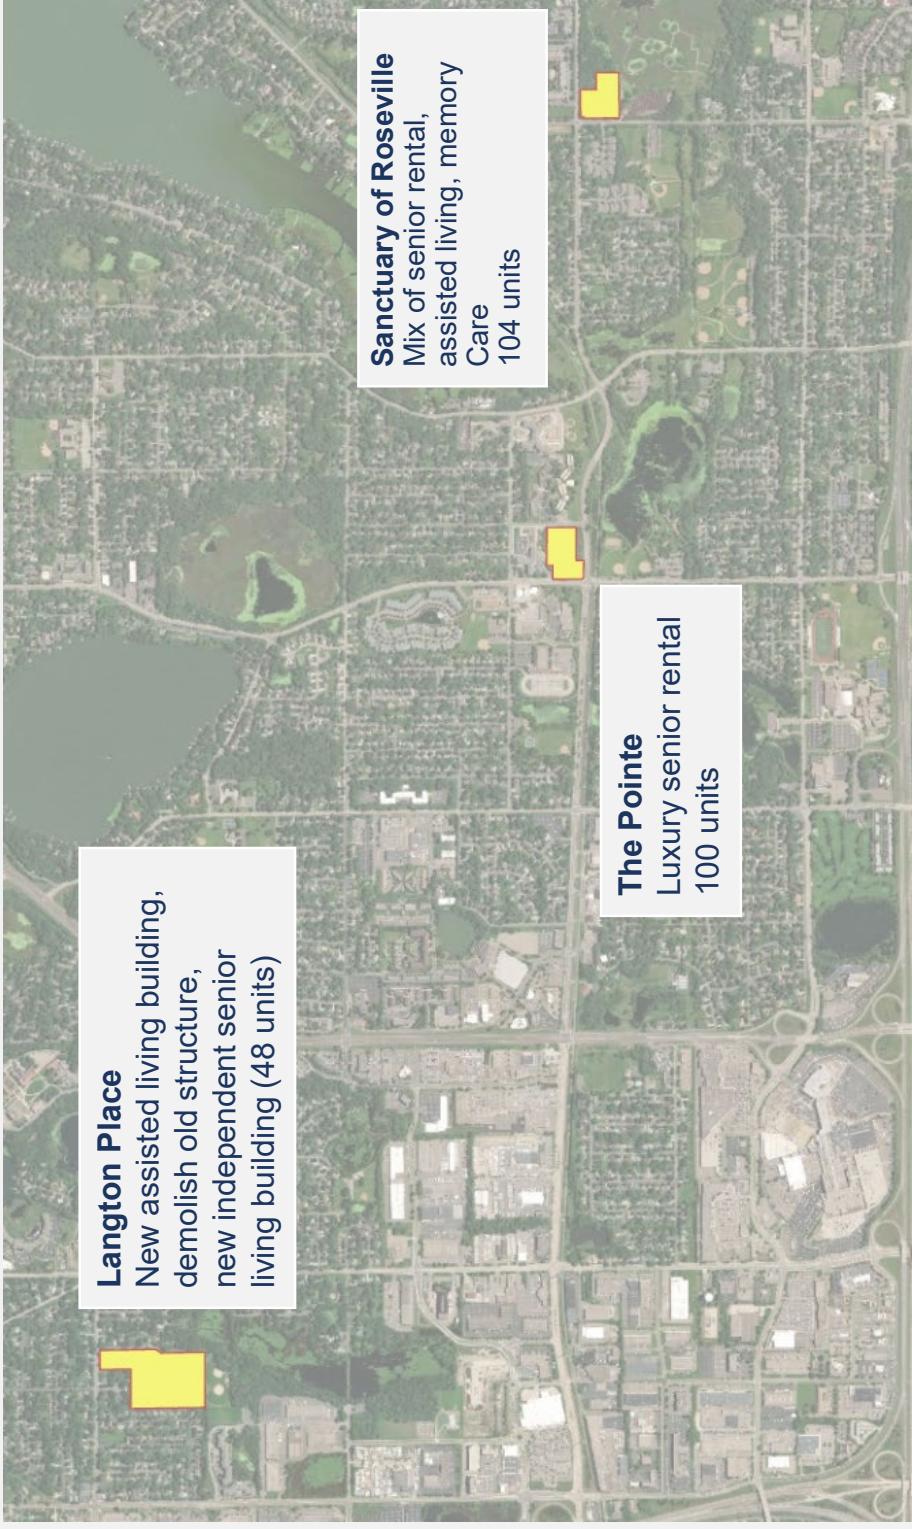 Langton Place
New assisted living building,
demolish old structure,
new independent senior
living building (48 units)
The Pointe
Luxury senior rental
100 units
Sanctuary of Roseville
Mix of senior rental,
assisted living, memory
Care
104 units